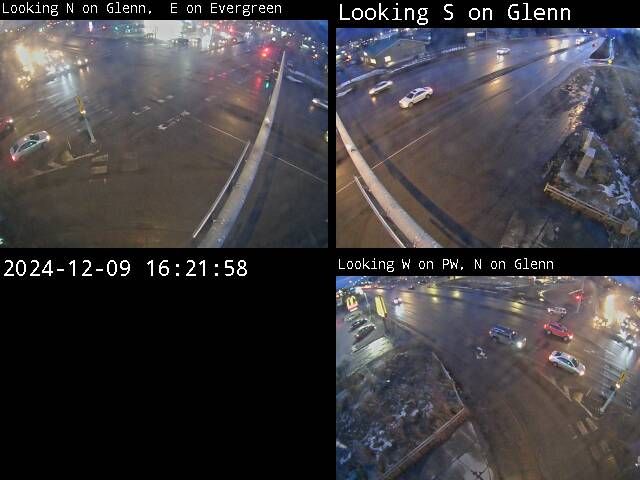 Looking N on Glenn,  E on Evergreen
Looking S on Glenn
2024-12-09 16:21:58
Looking W on PW, N on Glenn